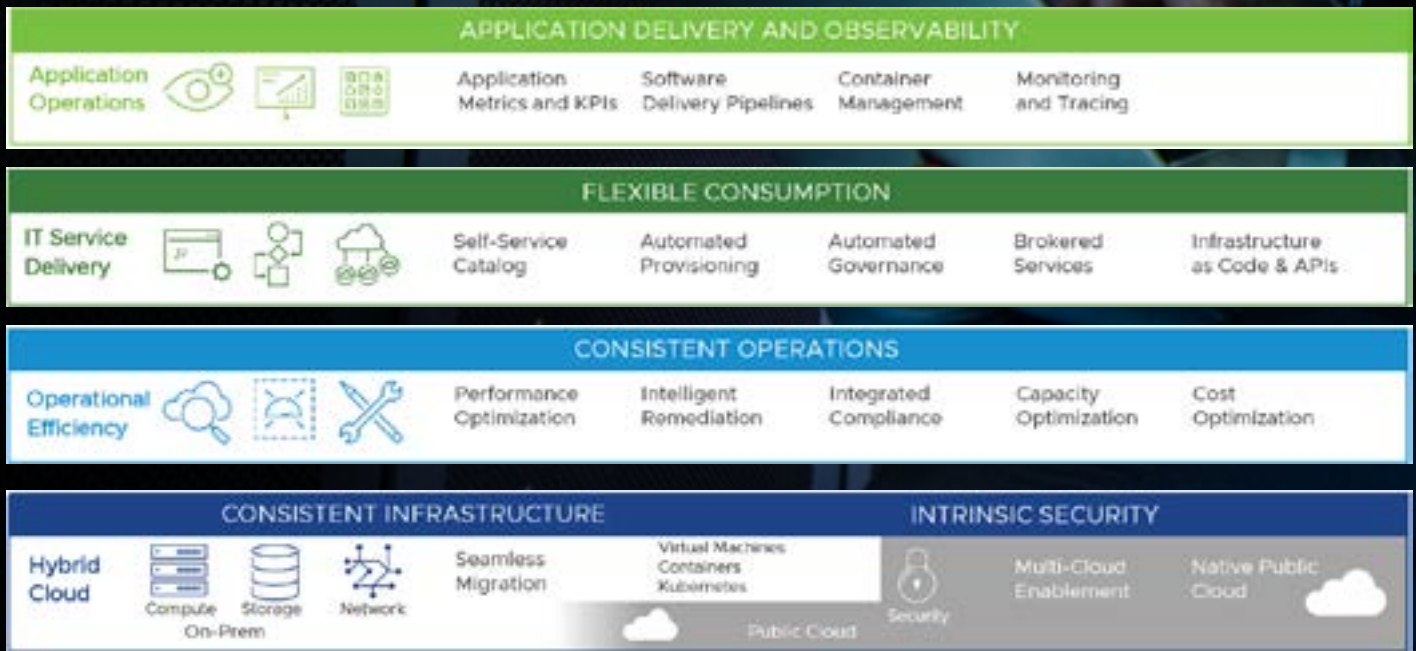 APPLICATION DELIVERY AND OBSERVABILITY
Application
Operations
Application
Metrics and KPIs
Software
Delivery Pipelines
Container
Management
Monitoring
and Tracing
FLEXIBLE CONSUMPTION
IT Service
Delivery
Self-Service
Catalog
Automated
Provisioning
Automated
Governance
Brokered
Services
Infrastructure
as Code & APIs
CONSISTENT OPERATIONS
Operational
Efficiency
Performance
Optimization
Intelligent
Remediation
Integrated
Compliance
Capacity
Optimization
Cost
Optimization
CONSISTENT INFRASTRUCTURE
INTRINSIC SECURITY
Hybrid
Cloud
Compute
Storage
Network
On-Prem
Seamless
Migration
Virtual Machines
Containers
Kubernetes
Public Cloud
Security
Multi-Cloud
Enablement
Native Public
Cloud